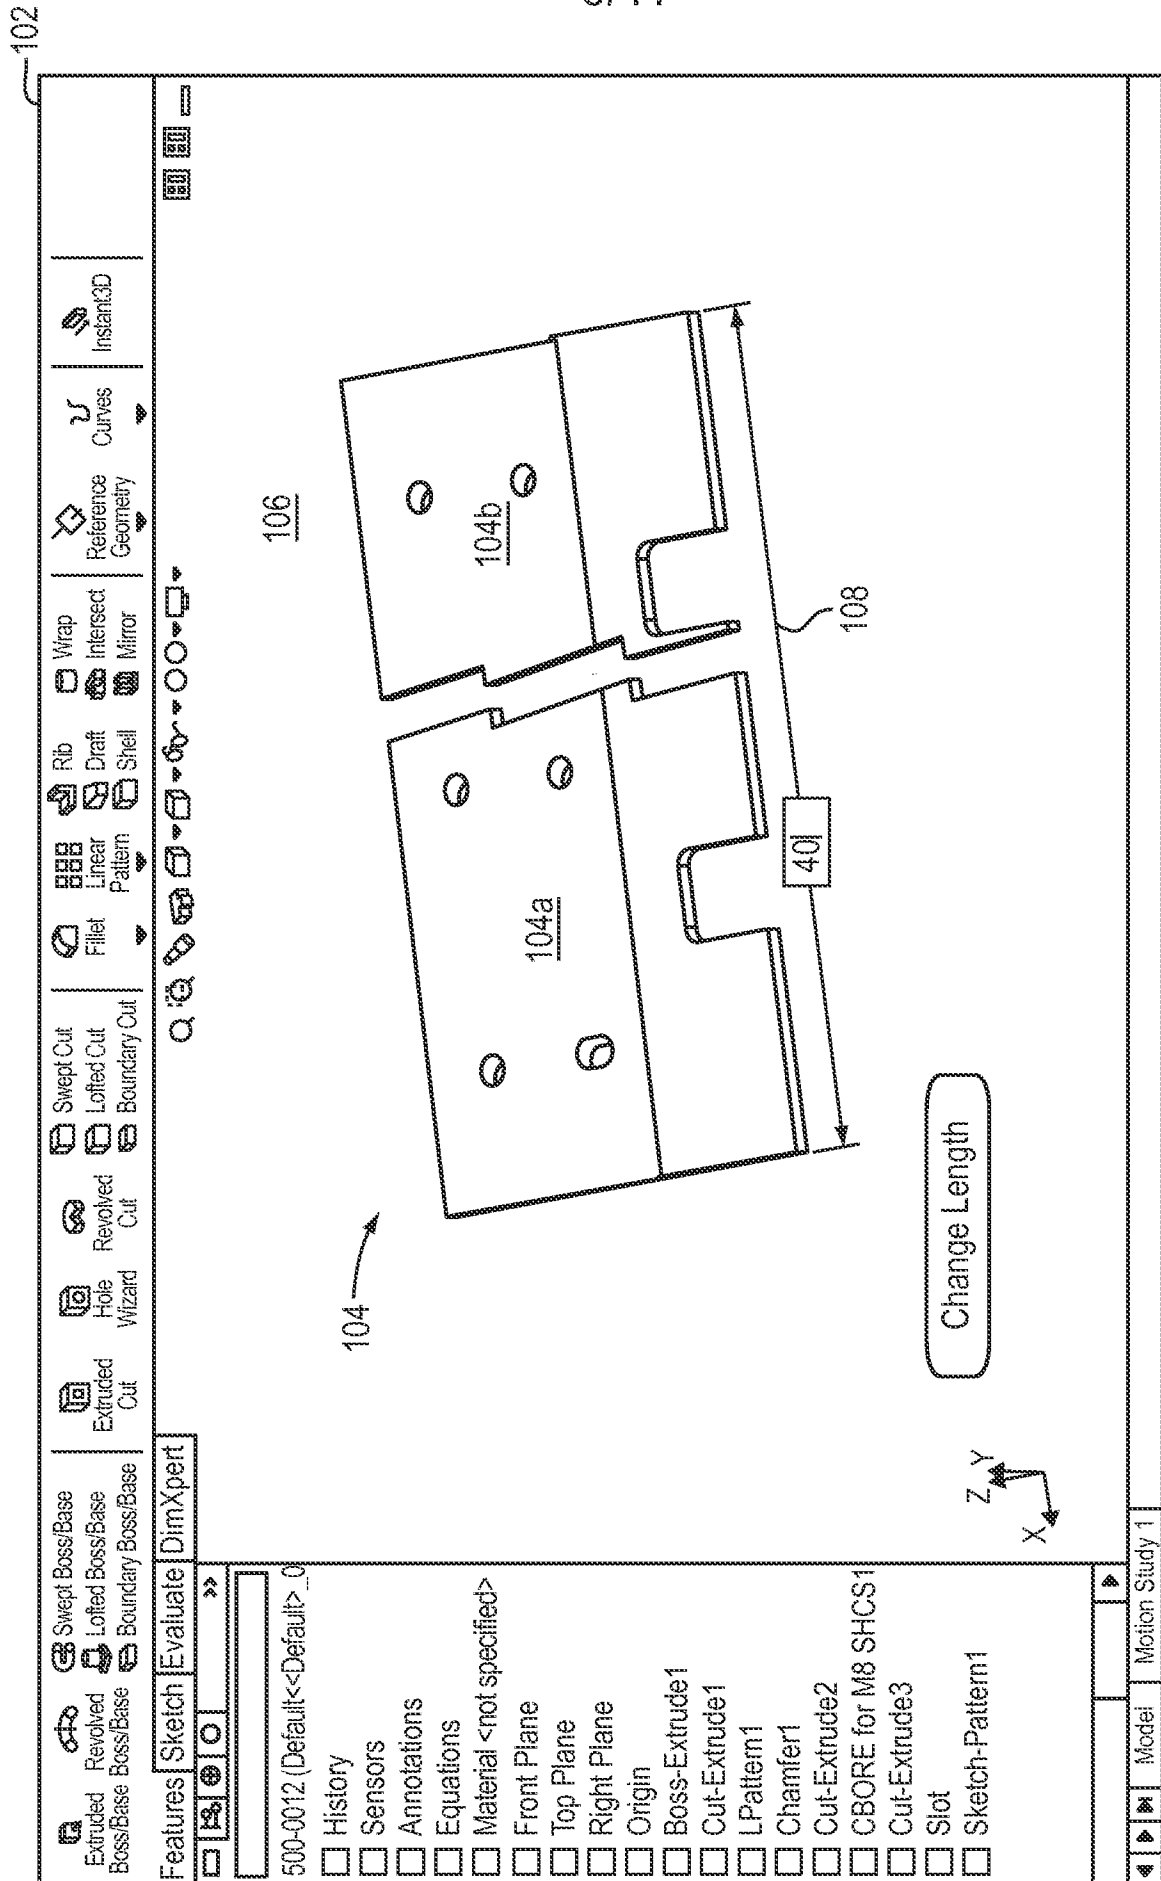 102
Extruded Boss/Base
Revolved Boss/Base
Swept Boss/Base
Lofted Boss/Base
Boundary Boss/Base
Extruded Cut
Hole Wizard
Revolved Cut
Swept Cut
Lofted Cut
Boundary Cut
Fillet
Linear Pattern
Rib
Draft
Shell
Wrap
Intersect
Mirror
Reference Geometry
Curves
Instant3D
Features Sketch Evaluate DimXpert
>>
500-0012 (Default<<Default>_0
History
Sensors
Annotations
Equations
Material <not specified>
Front Plane
Top Plane
Right Plane
Origin
Boss-Extrude1
Cut-Extrude1
LPattern1
Chamfer1
Cut-Extrude2
CBORE for M8 SHCS1
Cut-Extrude3
Slot
Sketch-Pattern1
106
104
104a
104b
40
108
Change Length
Z Y
X
Model Motion Study 1